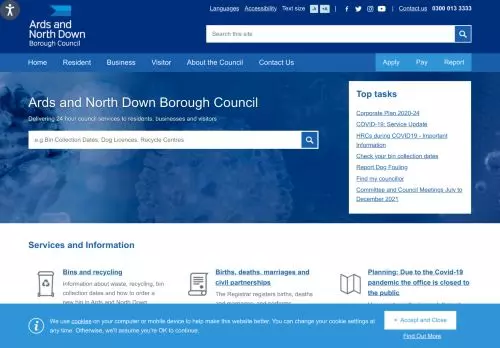 Ards and
North Down
Borough Council
Languages Accessibility Text size -A +A | | Contact us 0300 013 3333
Search this site
Home Resident Business Visitor About the Council Contact Us Apply Pay Report
Ards and North Down Borough Council
Delivering 24 hour council services to residents, businesses and visitors
e.g Bin Collection Dates, Dog Licences, Recycle Centres
Top tasks
Corporate Plan 2020-24
COVID-19: Service Update
HRCs during COVID19 - Important
Information
Check your bin collection dates
Report Dog Fouling
Find my councillor
Committee and Council Meetings July to
December 2021
Services and Information
Bins and recycling
Information about waste, recycling, bin
collection dates and how to order a
new bin in Ards and North Down
Births, deaths, marriages and
civil partnerships
The Registrar registers births, deaths
and marriages, and performs
Planning: Due to the Covid-19
pandemic the office is closed to
the public
We use cookies on your computer or mobile device to help make this website better. You can change your cookie settings at
any time. Otherwise, we'll assume you're OK to continue.
× Accept and Close
Find Out More